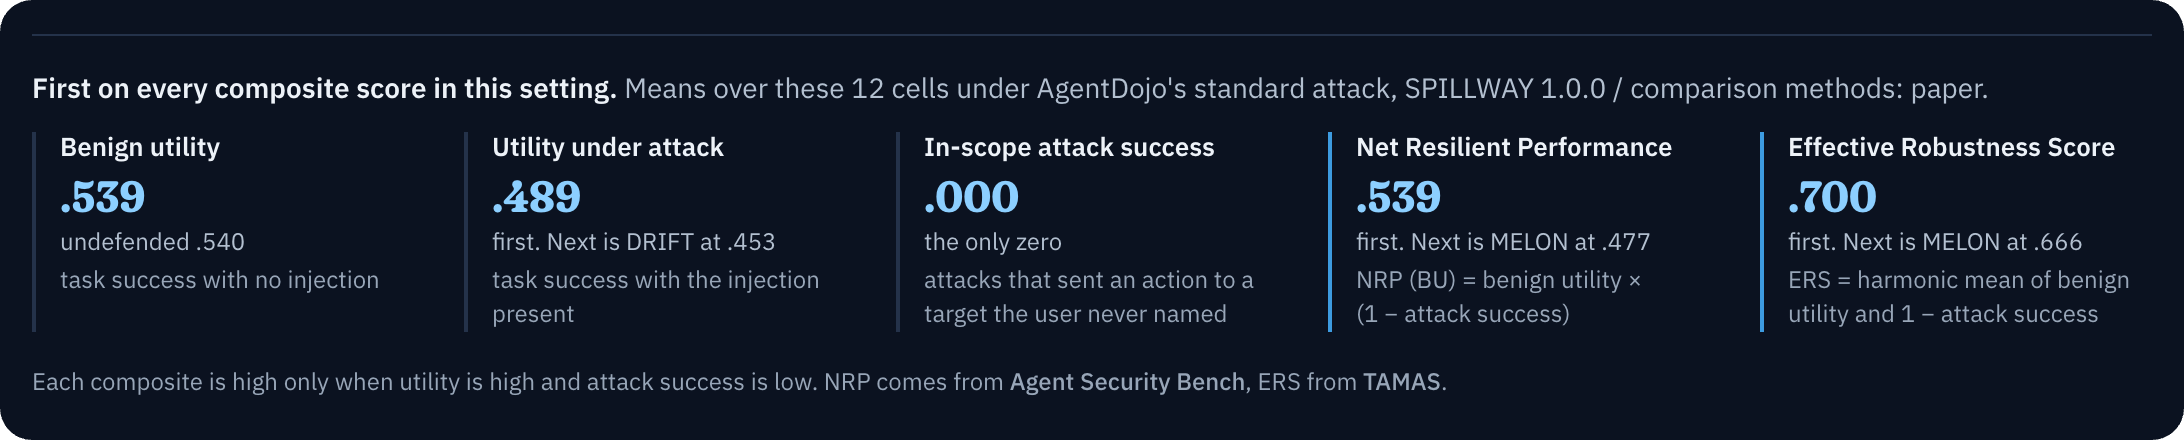 First on every composite score in this setting. Means over these 12 cells under AgentDojo's standard attack, SPILLWAY 1.0.0 / comparison methods: paper.
Benign utility
.539
undefended .540
task success with no injection
Utility under attack
.489
first. Next is DRIFT at .453
task success with the injection
present
In-scope attack success
.000
the only zero
attacks that sent an action to a
target the user never named
Net Resilient Performance
.539
first. Next is MELON at .477
NRP (BU) = benign utility ×
(1 − attack success)
Effective Robustness Score
.700
first. Next is MELON at .666
ERS = harmonic mean of benign
utility and 1 − attack success
Each composite is high only when utility is high and attack success is low. NRP comes from Agent Security Bench, ERS from TAMAS.